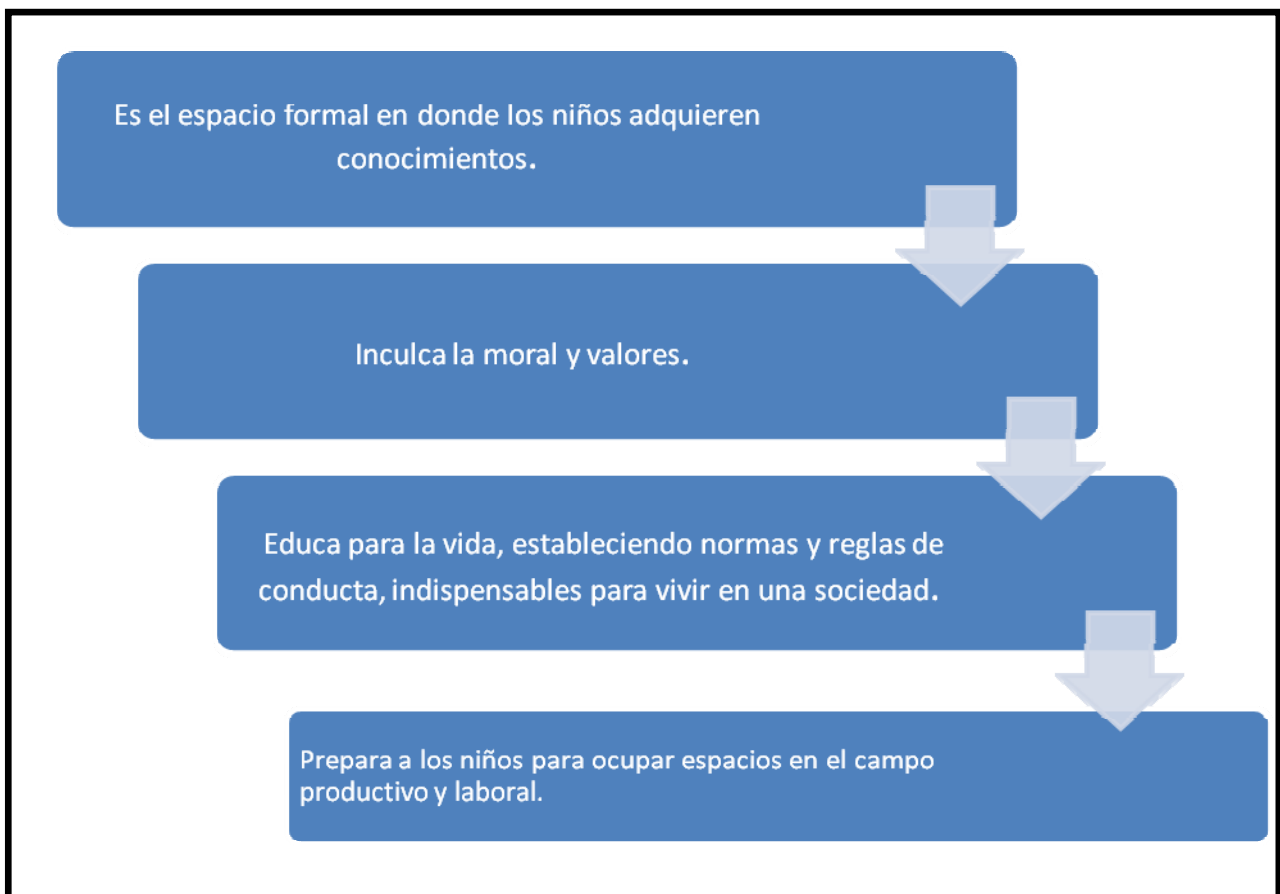 Es el espacio formal en donde los niños adquieren
conocimientos.
Inculca la moral y valores.
Educa para la vida, estableciendo normas y reglas de
conducta, indispensables para vivir en una sociedad.
Prepara a los niños para ocupar espacios en el campo
productivo y laboral.